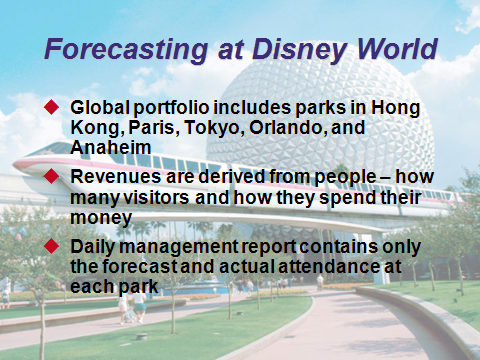 Forecasting at Disney World
Global portfolio includes parks in Hong
Kong, Paris, Tokyo, Orlando, and
Anaheim
Revenues are derived from people – how
many visitors and how they spend their
money
Daily management report contains only
the forecast and actual attendance at
each park